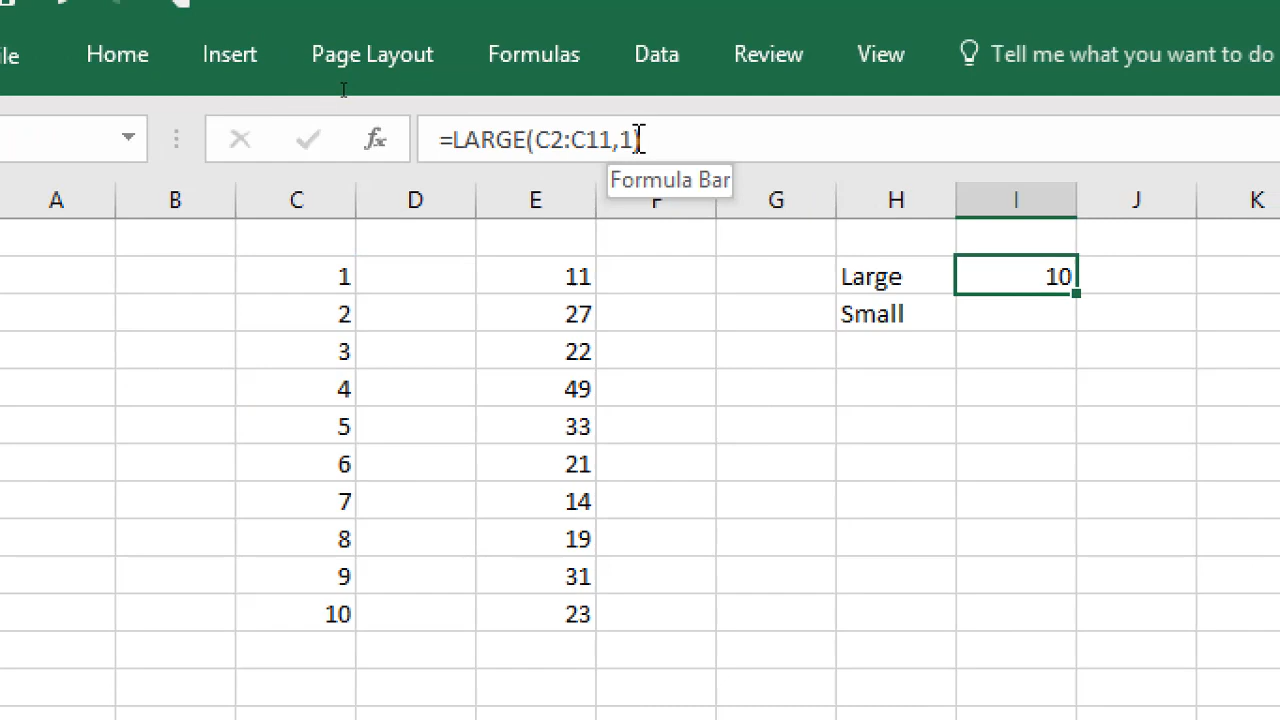 ile Home Insert Page Layout Formulas Data Review View Tell me what you want to do
fx =LARGE(C2:C11,1)
Formula Bar
A B C D E F G H I J K
1 11 Large 10
2 27 Small
3 22
4 49
5 33
6 21
7 14
8 19
9 31
10 23